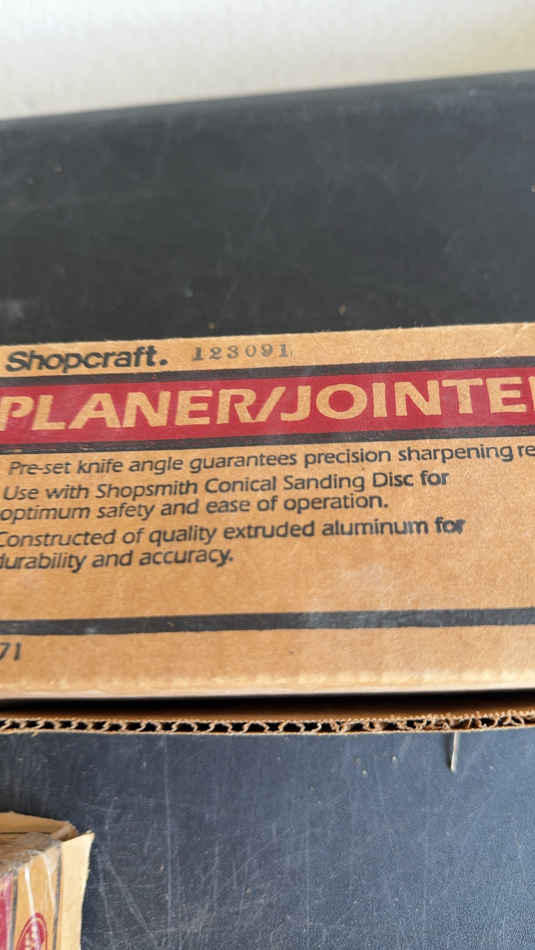 Shopcraft. 123091
PLANER/JOINTE
Pre-set knife angle guarantees precision sharpening re
Use with Shopsmith Conical Sanding Disc for
optimum safety and ease of operation.
Constructed of quality extruded aluminum for
durability and accuracy.
71